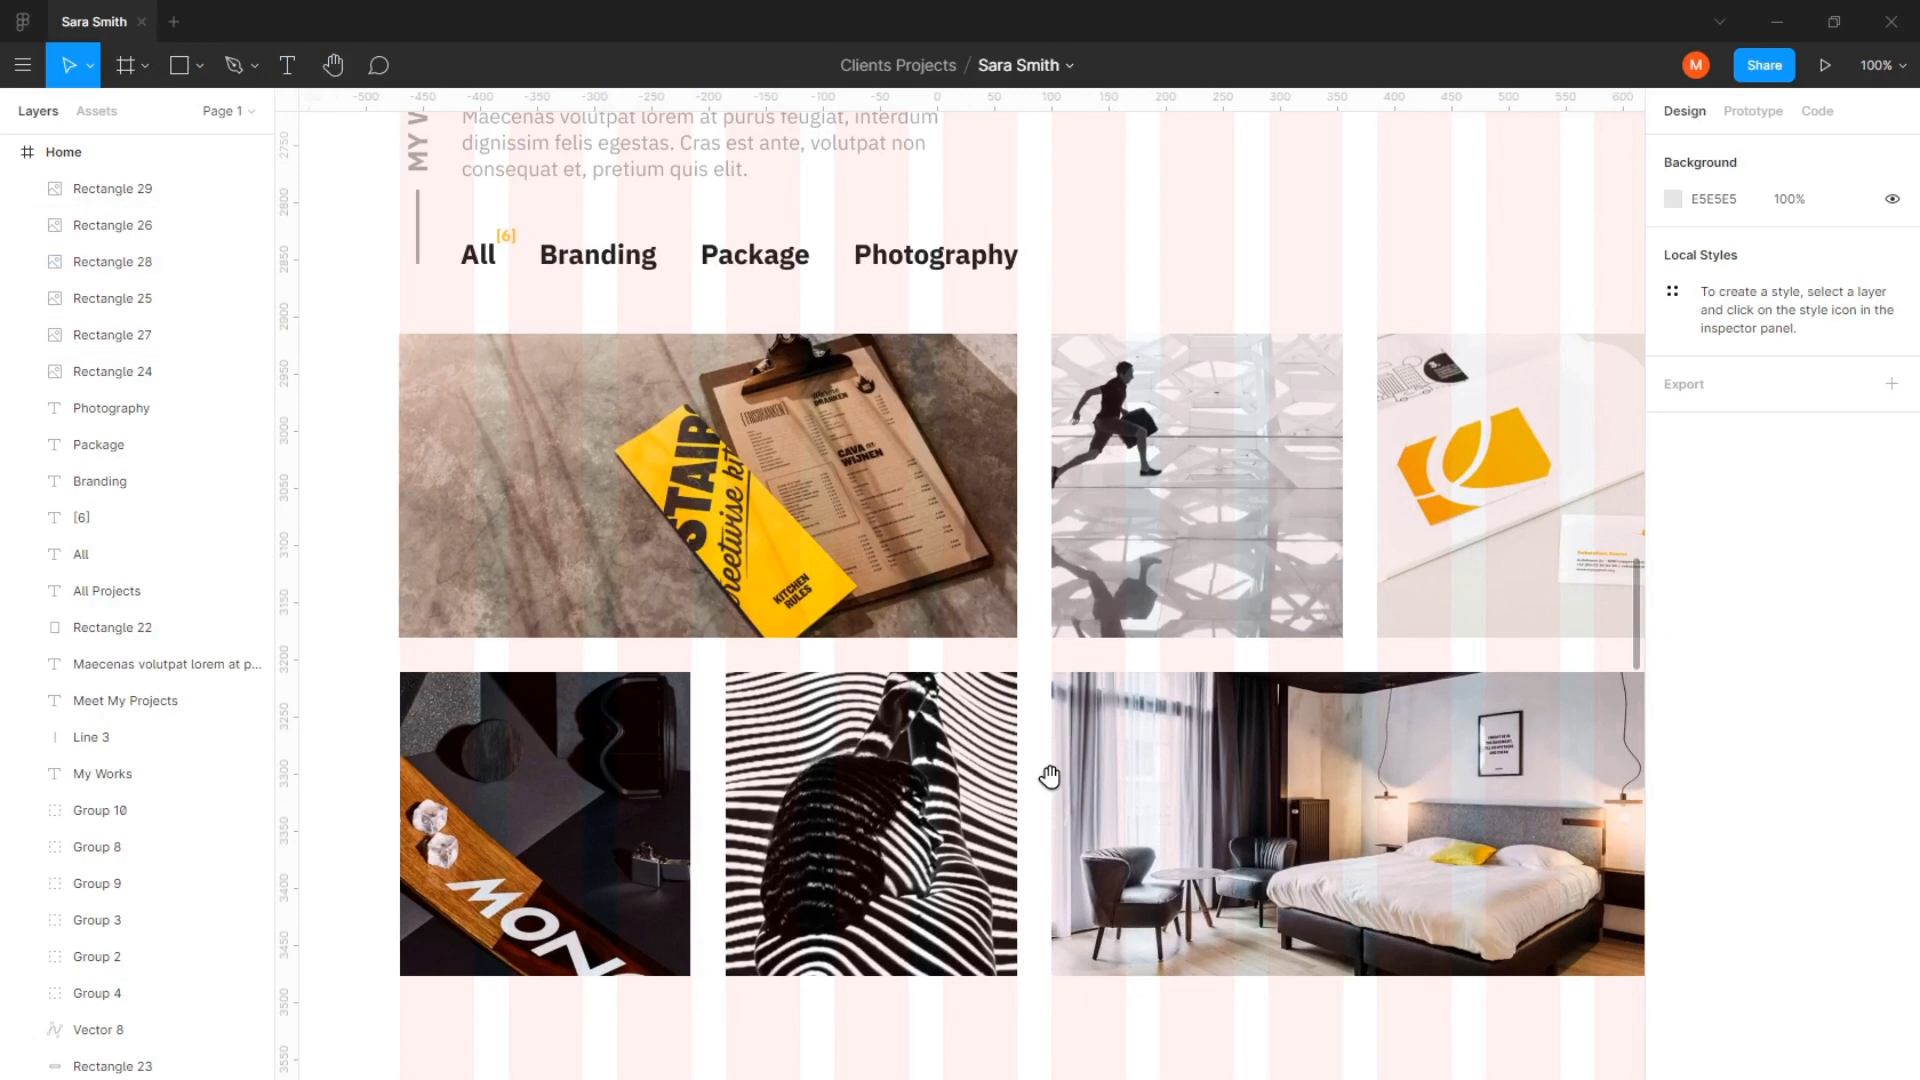 Sara Smith
Clients Projects / Sara Smith
M
Share
100%
Layers
Assets
Page 1
-500
-450
-400
-350
-300
-250
-200
-150
-100
-50
0
50
100
150
200
250
300
350
400
450
500
550
600
Design
Prototype
Code
Home
Rectangle 29
Rectangle 26
Rectangle 28
Rectangle 25
Rectangle 27
Rectangle 24
Photography
Package
Branding
[6]
All
All Projects
Rectangle 22
Maecenas volutpat lorem at p...
Meet My Projects
Line 3
My Works
Group 10
Group 8
Group 9
Group 3
Group 2
Group 4
Vector 8
Rectangle 23
2750
2800
2850
2900
2950
3000
3050
3100
3150
3200
3250
3300
3350
3400
3450
3500
3550
MY
Maecenas volutpat lorem at purus feugiat, interdum
dignissim felis egestas. Cras est ante, volutpat non
consequat et, pretium quis elit.
All [6]
Branding
Package
Photography
DRANKEN
CAVA
WIJNEN
KITCHEN
RULES
Background
E5E5E5
100%
Local Styles
To create a style, select a layer
and click on the style icon in the
inspector panel.
Export